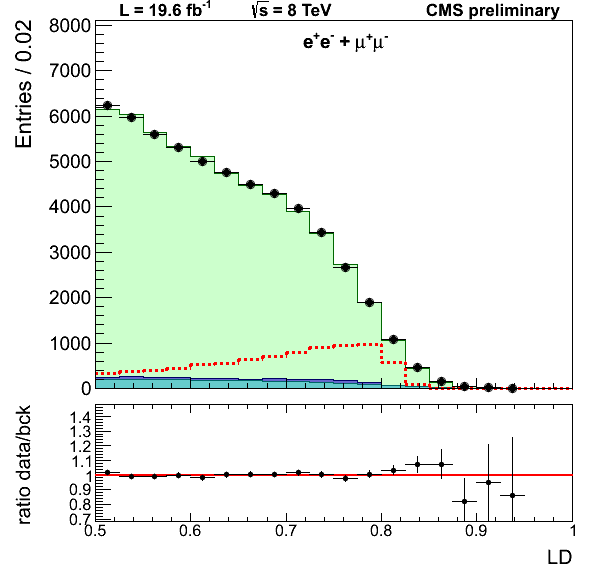 L = 19.6 fb⁻¹ √s = 8 TeV CMS preliminary
e⁺e⁻ + μ⁺μ⁻
Entries / 0.02
8000
7000
6000
5000
4000
3000
2000
1000
0
ratio data/bck
1.4
1.3
1.2
1.1
1
0.9
0.8
0.7
0.5 0.6 0.7 0.8 0.9 1
LD